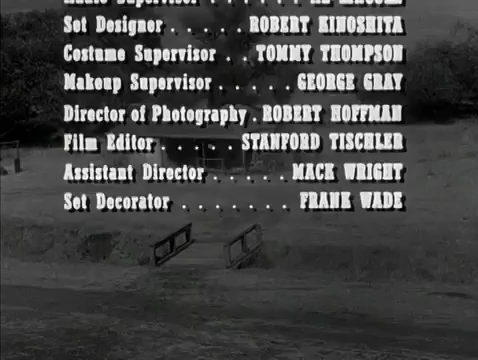 Set Designer . . . . . ROBERT KINOSHITA
Costume Supervisor . . TOMMY THOMPSON
Makeup Supervisor . . . . . GEORGE GRAY
Director of Photography . ROBERT HOFFMAN
Film Editor . . . . . STANFORD TISCHLER
Assistant Director . . . . . MACK WRIGHT
Set Decorator . . . . . . . FRANK WADE